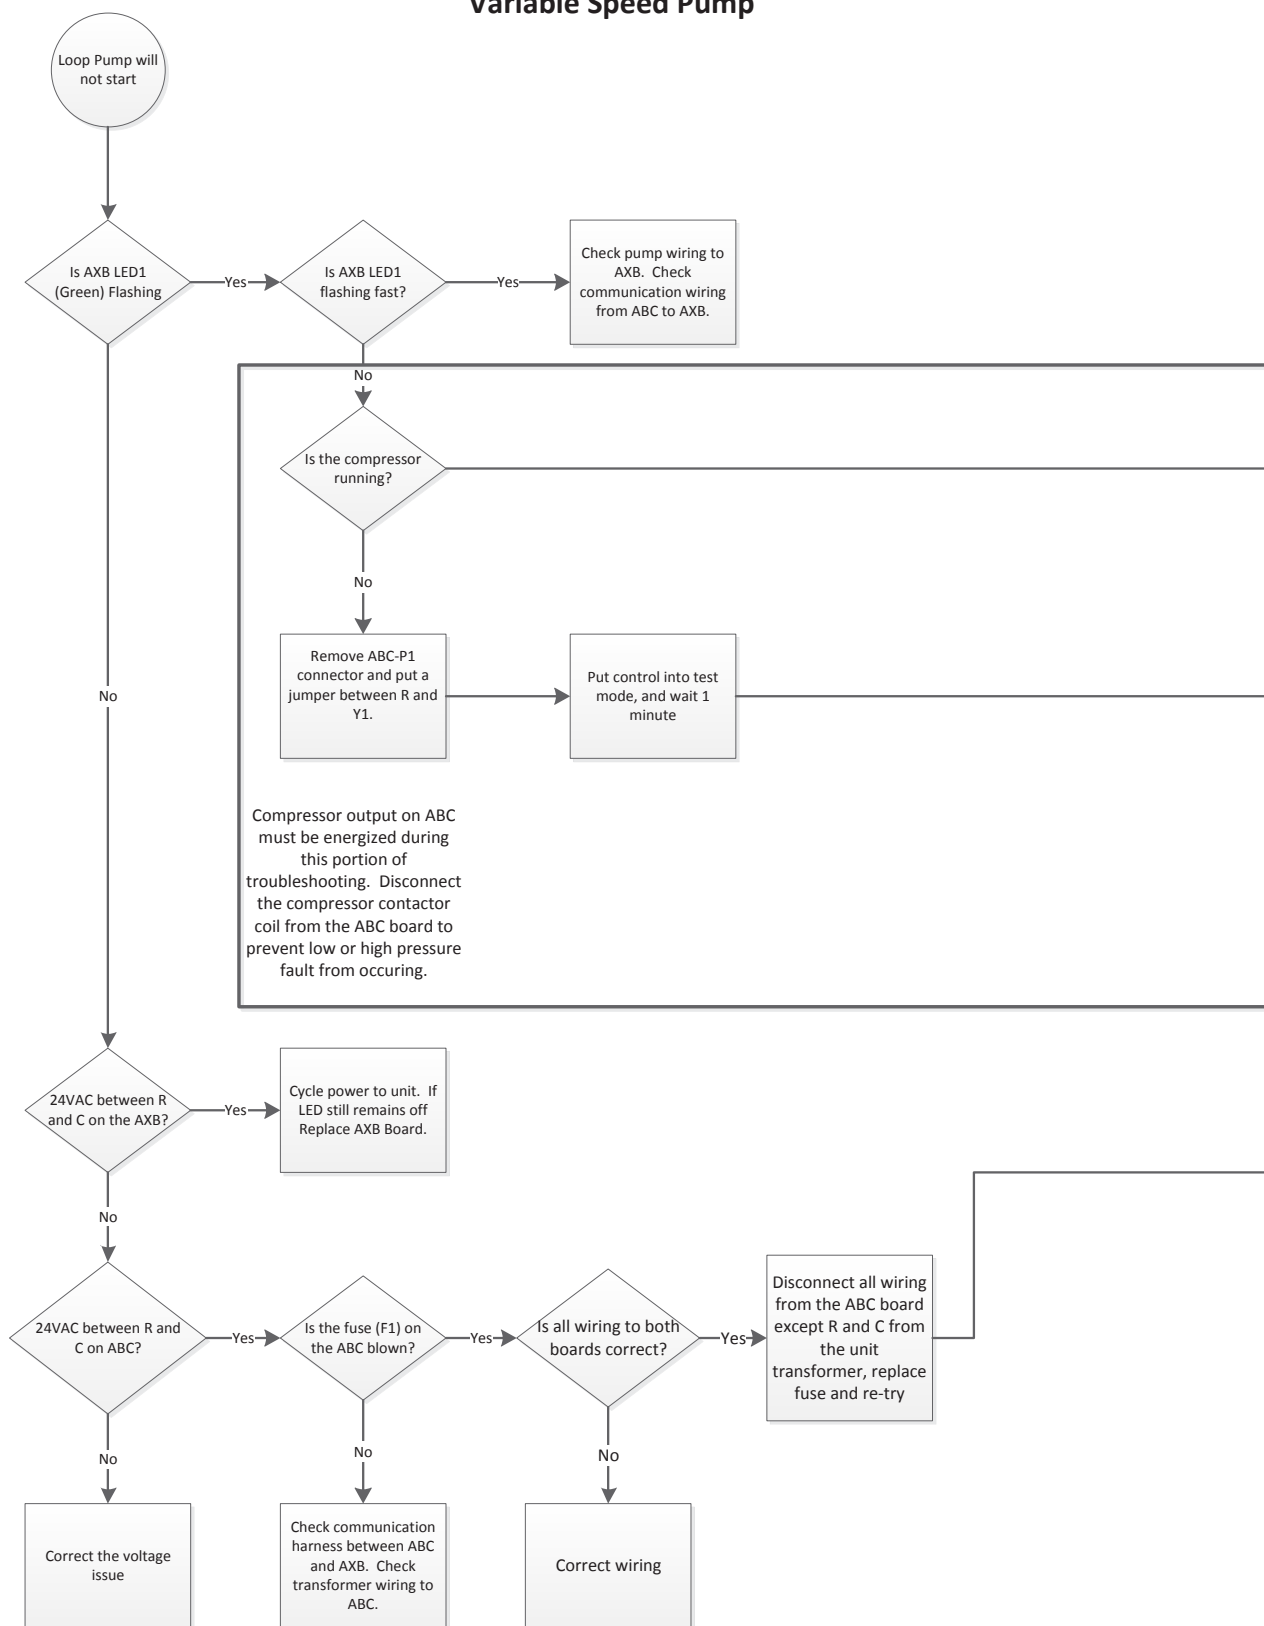 Variable Speed Pump
Loop Pump will
not start
Is AXB LED1
(Green) Flashing
Yes
Is AXB LED1
flashing fast?
Yes
Check pump wiring to
AXB.  Check
communication wiring
from ABC to AXB.
No
Is the compressor
running?
No
Remove ABC-P1
connector and put a
jumper between R and
Y1.
Put control into test
mode, and wait 1
minute
No
Compressor output on ABC
must be energized during
this portion of
troubleshooting.  Disconnect
the compressor contactor
coil from the ABC board to
prevent low or high pressure
fault from occuring.
24VAC between R
and C on the AXB?
Yes
Cycle power to unit.  If
LED still remains off
Replace AXB Board.
No
24VAC between R and
C on ABC?
Yes
Is the fuse (F1) on
the ABC blown?
Yes
Is all wiring to both
boards correct?
Yes
Disconnect all wiring
from the ABC board
except R and C from
the unit
transformer, replace
fuse and re-try
No
No
No
Correct the voltage
issue
Check communication
harness between ABC
and AXB.  Check
transformer wiring to
ABC.
Correct wiring